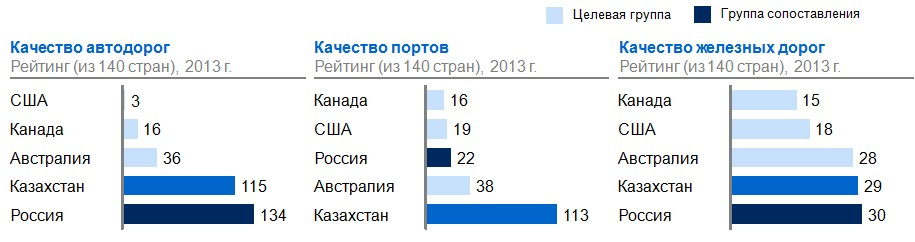 Целевая группа
Группа сопоставления
Качество автодорог
Рейтинг (из 140 стран), 2013 г.
США 3
Канада 16
Австралия 36
Казахстан 115
Россия 134
Качество портов
Рейтинг (из 140 стран), 2013 г.
Канада 16
США 19
Россия 22
Австралия 38
Казахстан 113
Качество железных дорог
Рейтинг (из 140 стран), 2013 г.
Канада 15
США 18
Австралия 28
Казахстан 29
Россия 30